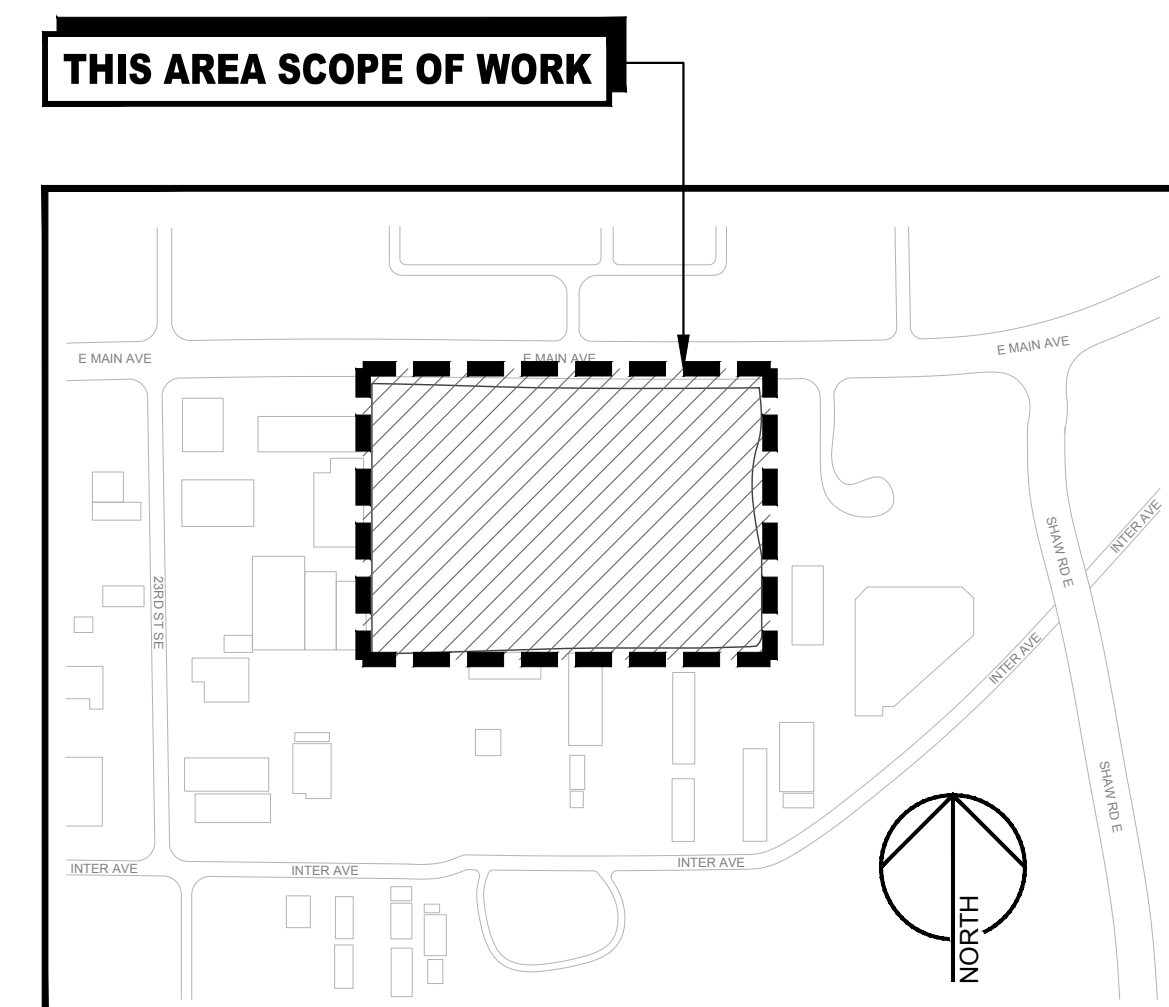 THIS AREA SCOPE OF WORK
E MAIN AVE
E MAIN AVE
E MAIN AVE
23RD ST SE
SHAW RD E
INTER AVE
INTER AVE
SHAW RD E
INTER AVE
INTER AVE
INTER AVE
NORTH